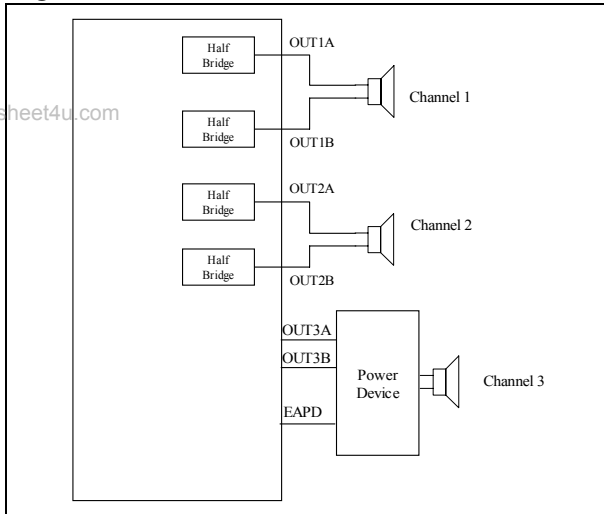 Half
Bridge
OUT1A
Channel 1
sheet4u.com
Half
Bridge
OUT1B
Half
Bridge
OUT2A
Channel 2
Half
Bridge
OUT2B
OUT3A
OUT3B
Power
Device
Channel 3
EAPD